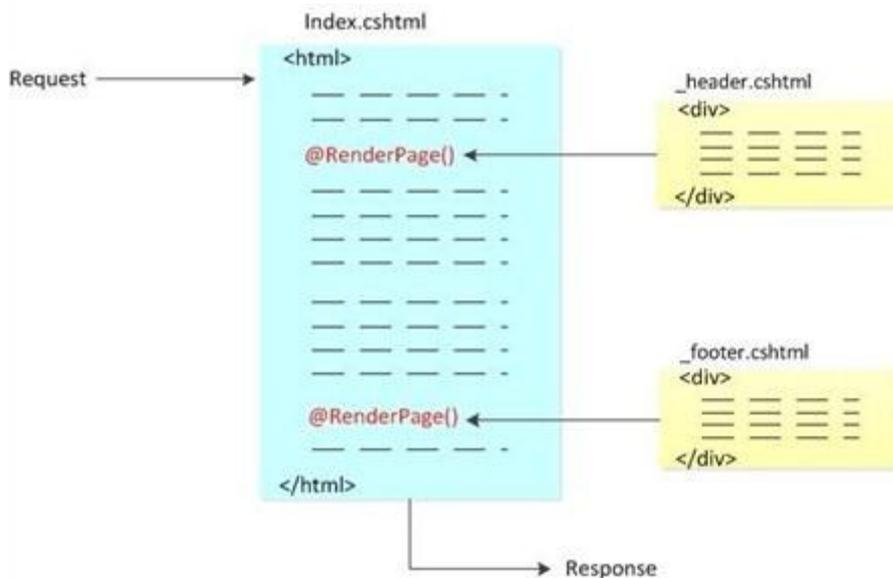 Index.cshtml
<html>
Request
@RenderPage()
@RenderPage()
</html>
Response
_header.cshtml
<div>
</div>
_footer.cshtml
<div>
</div>